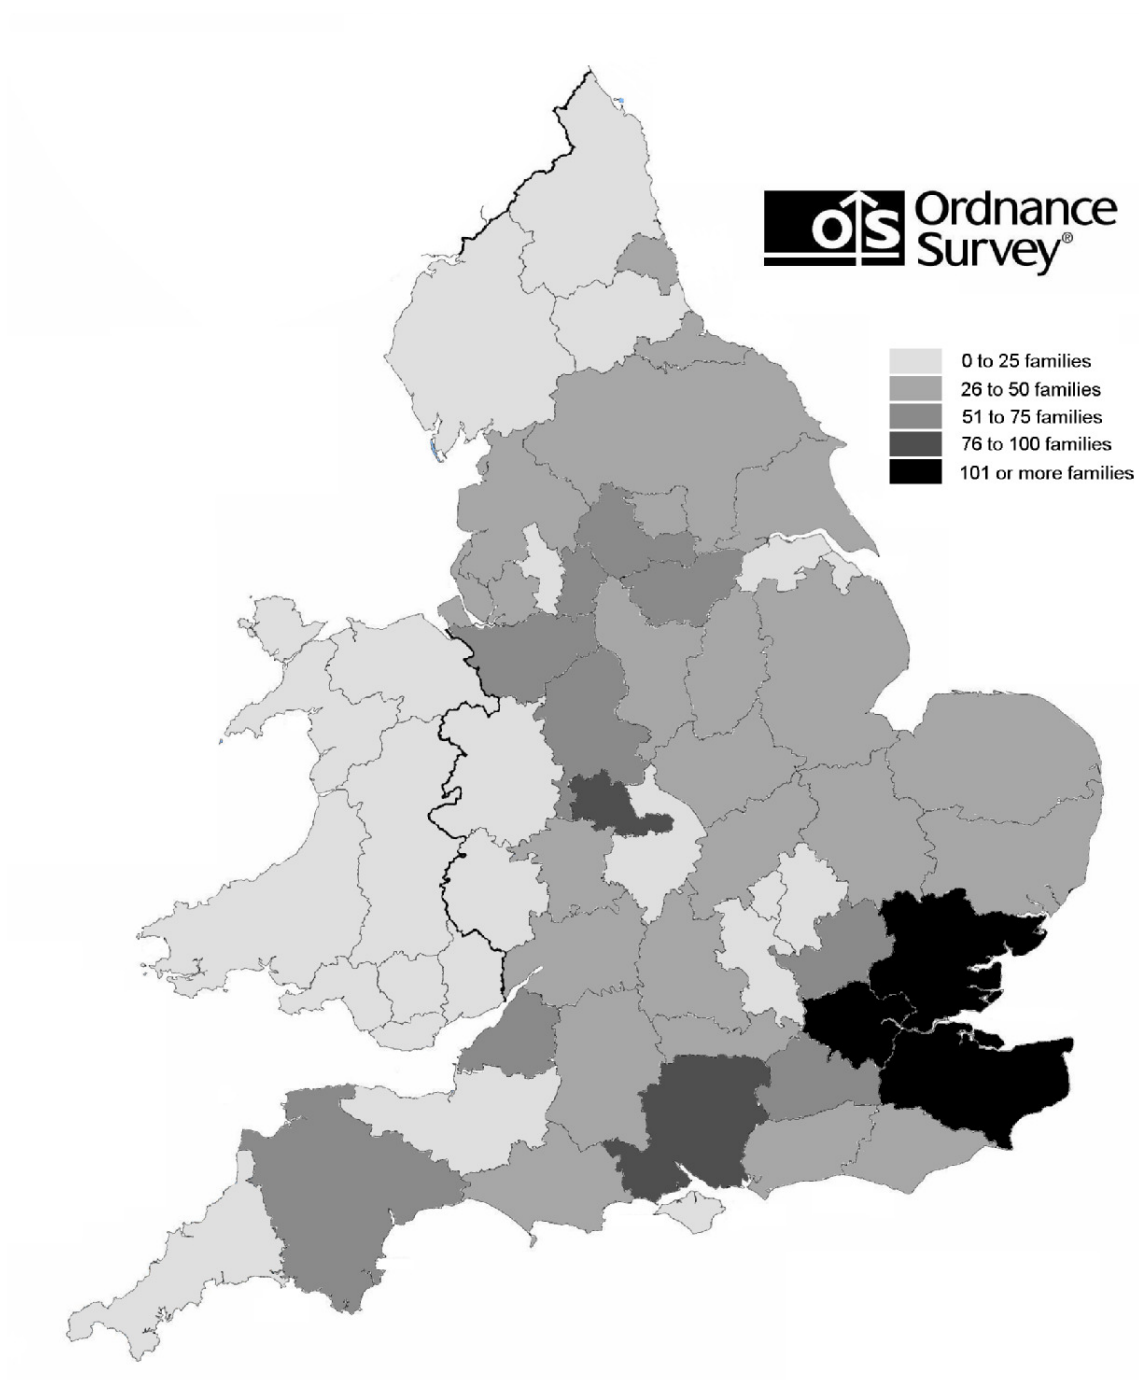 OS Ordnance
Survey®
0 to 25 families
26 to 50 families
51 to 75 families
76 to 100 families
101 or more families